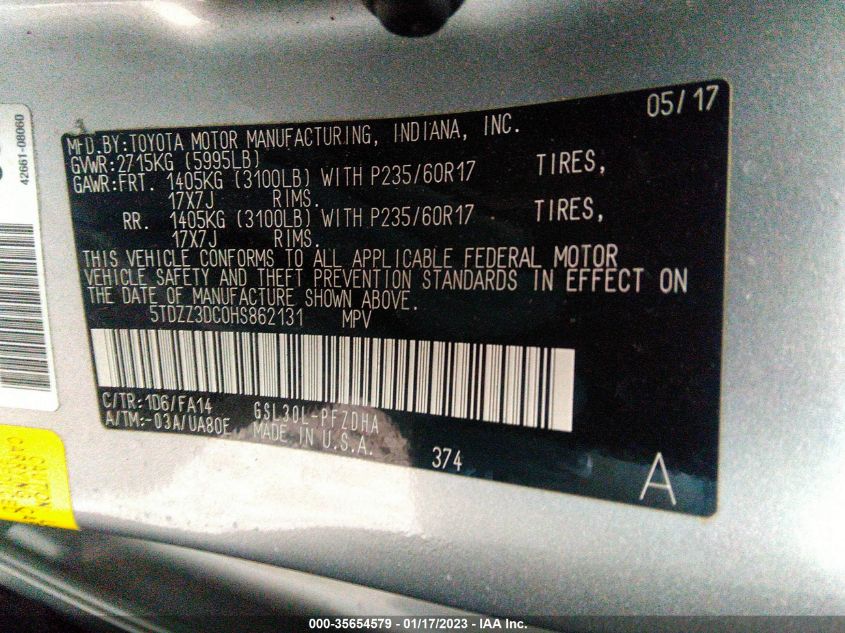 05/17
MFD.BY:TOYOTA MOTOR MANUFACTURING, INDIANA, INC.
GVWR:2715KG (5995LB)
GAWR:FRT. 1405KG (3100LB) WITH P235/60R17 TIRES,
17X7J RIMS.
RR. 1405KG (3100LB) WITH P235/60R17 TIRES,
17X7J RIMS.
THIS VEHICLE CONFORMS TO ALL APPLICABLE FEDERAL MOTOR
VEHICLE SAFETY AND THEFT PREVENTION STANDARDS IN EFFECT ON
THE DATE OF MANUFACTURE SHOWN ABOVE.
5TDZZ3DC0HS862131 MPV
C/TR:1D6/FA14 GSL30L-PFZDHA
A/TM:-03A/UA80E MADE IN U.S.A.
374
A
42661-08060
000-35654579 - 01/17/2023 - IAA Inc.